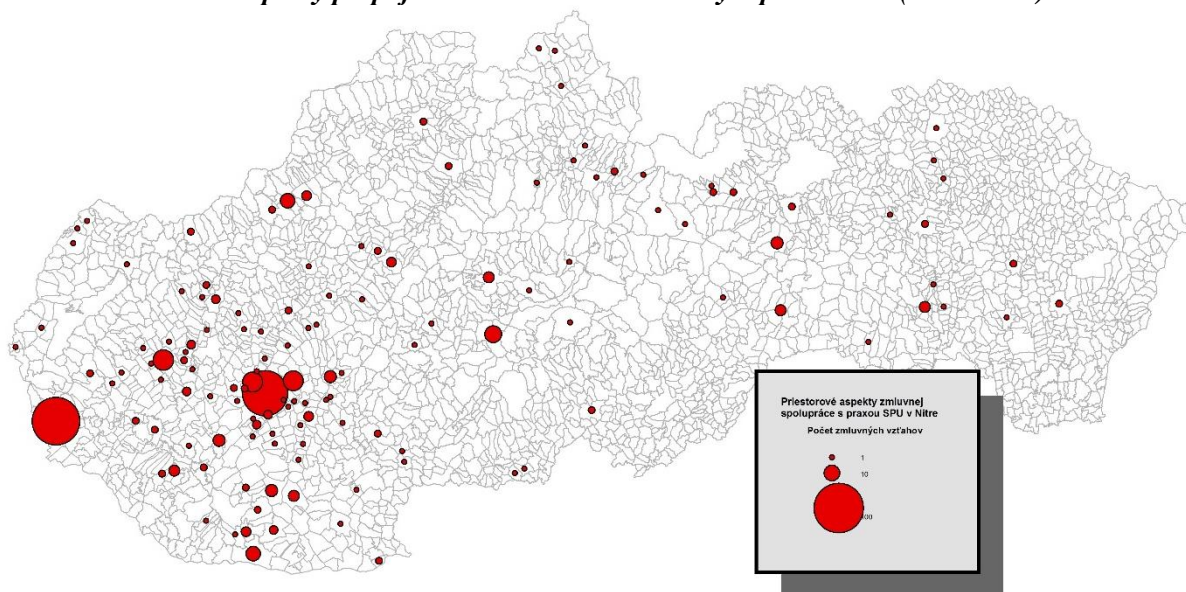 Priestorové aspekty zmluvnej
spolupráce s praxou SPU v Nitre
Počet zmluvných vzťahov
1
10
100